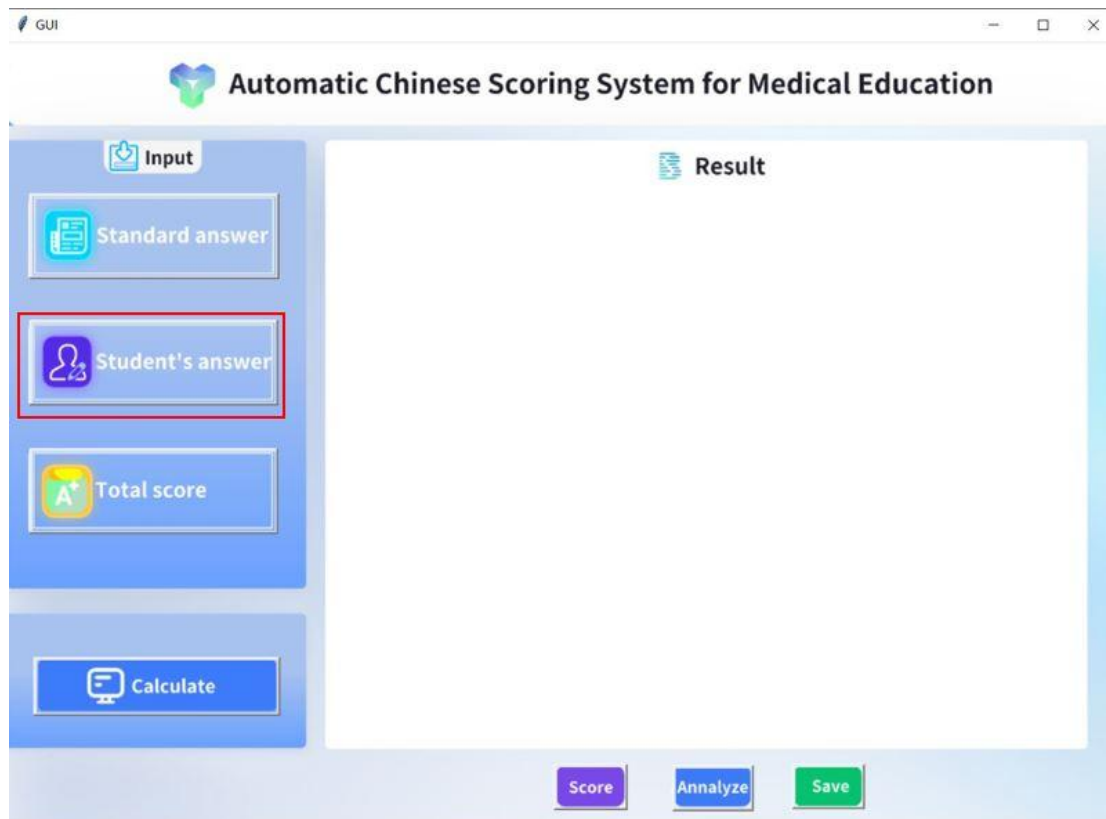 GUI
Automatic Chinese Scoring System for Medical Education
Input
Standard answer
Student's answer
A+ Total score
Calculate
Result
Score Annalyze Save